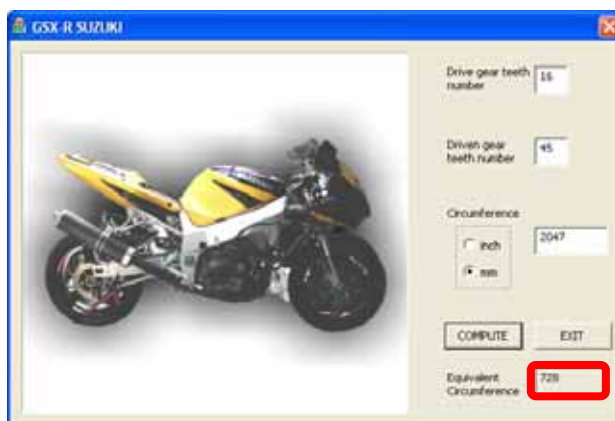 GSX-R SUZUKI
Drive gear teeth
number
16
Driven gear
teeth number
45
Circumference
inch
mm
2047
COMPUTE
EXIT
Equivalent
Circumference
728